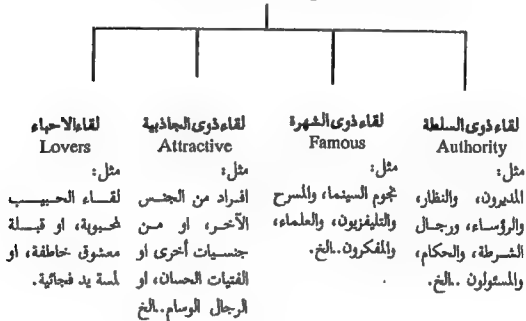 لقاء ذوى السلطة
Authority
مثل:
المديرون، والنظار،
والرؤساء، ورجال
الشرطة، والحكام،
والمسئولون ..الخ.
لقاء ذوى الشهرة
Famous
مثل:
نجوم السينما، والمسرح
والتليفزيون، والعلماء،
والمفكرون..الخ.
لقاء ذوى الجاذبية
Attractive
مثل:
افراد من الجنس
الآخر، او من
جنسيات أخرى او
الفتيات الحسان، او
الرجال الوسام..الخ
لقاء الاحباء
Lovers
مثل:
لقاء الحبيب
لمحبوبة، او قبلة
معشوق خاطفة، او
لمسة يد فجائية.